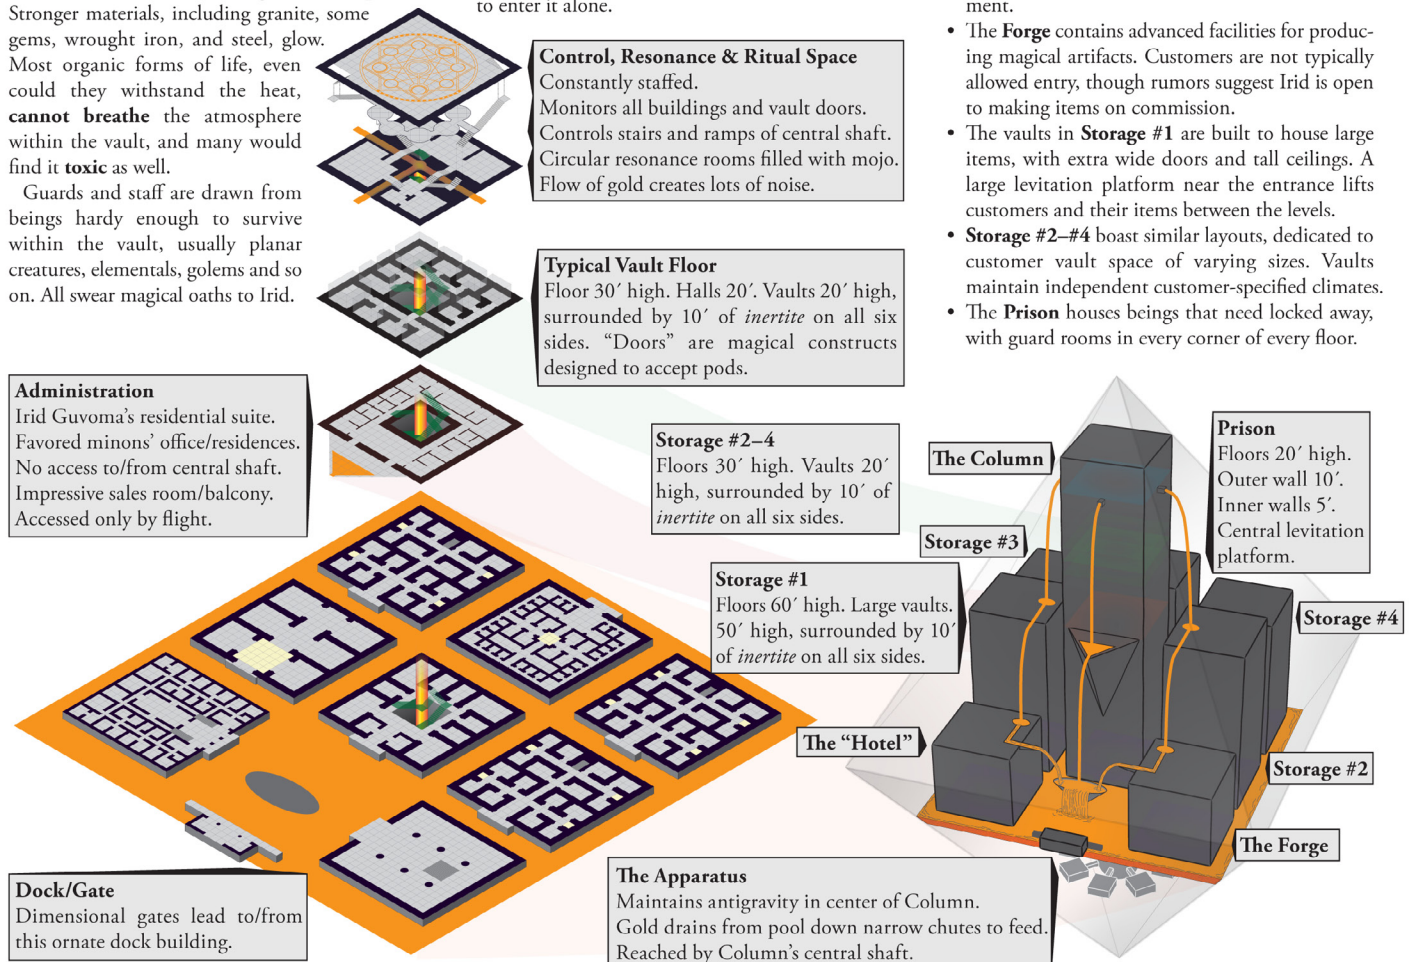 Stronger materials, including granite, some
gems, wrought iron, and steel, glow.
Most organic forms of life, even
could they withstand the heat,
cannot breathe the atmosphere
within the vault, and many would
find it toxic as well.
Guards and staff are drawn from
beings hardy enough to survive
within the vault, usually planar
creatures, elementals, golems and so
on. All swear magical oaths to Irid.
to enter it alone.
Control, Resonance & Ritual Space
Constantly staffed.
Monitors all buildings and vault doors.
Controls stairs and ramps of central shaft.
Circular resonance rooms filled with mojo.
Flow of gold creates lots of noise.
Typical Vault Floor
Floor 30′ high. Halls 20′. Vaults 20′ high,
surrounded by 10′ of inertite on all six
sides. “Doors” are magical constructs
designed to accept pods.
ment.
• The Forge contains advanced facilities for produc-
ing magical artifacts. Customers are not typically
allowed entry, though rumors suggest Irid is open
to making items on commission.
• The vaults in Storage #1 are built to house large
items, with extra wide doors and tall ceilings. A
large levitation platform near the entrance lifts
customers and their items between the levels.
• Storage #2–#4 boast similar layouts, dedicated to
customer vault space of varying sizes. Vaults
maintain independent customer-specified climates.
• The Prison houses beings that need locked away,
with guard rooms in every corner of every floor.
Administration
Irid Guvoma’s residential suite.
Favored minons’ office/residences.
No access to/from central shaft.
Impressive sales room/balcony.
Accessed only by flight.
Storage #2–4
Floors 30′ high. Vaults 20′
high, surrounded by 10′ of
inertite on all six sides.
The Column
Prison
Floors 20′ high.
Outer wall 10′.
Inner walls 5′.
Central levitation
platform.
Storage #3
Storage #1
Floors 60′ high. Large vaults.
50′ high, surrounded by 10′
of inertite on all six sides.
Storage #4
The “Hotel”
Storage #2
The Forge
Dock/Gate
Dimensional gates lead to/from
this ornate dock building.
The Apparatus
Maintains antigravity in center of Column.
Gold drains from pool down narrow chutes to feed.
Reached by Column’s central shaft.